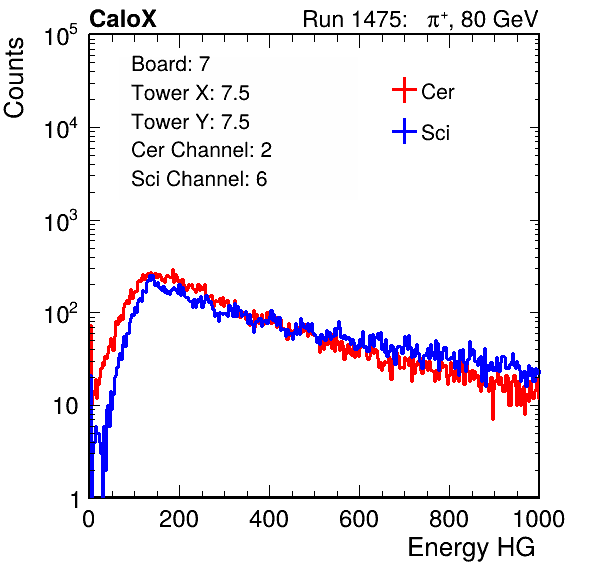 CaloX Run 1475: π⁺, 80 GeV
Board: 7
Tower X: 7.5
Tower Y: 7.5
Cer Channel: 2
Sci Channel: 6
Cer
Sci
Counts
10⁵
10⁴
10³
10²
10
1
0 200 400 600 800 1000
Energy HG